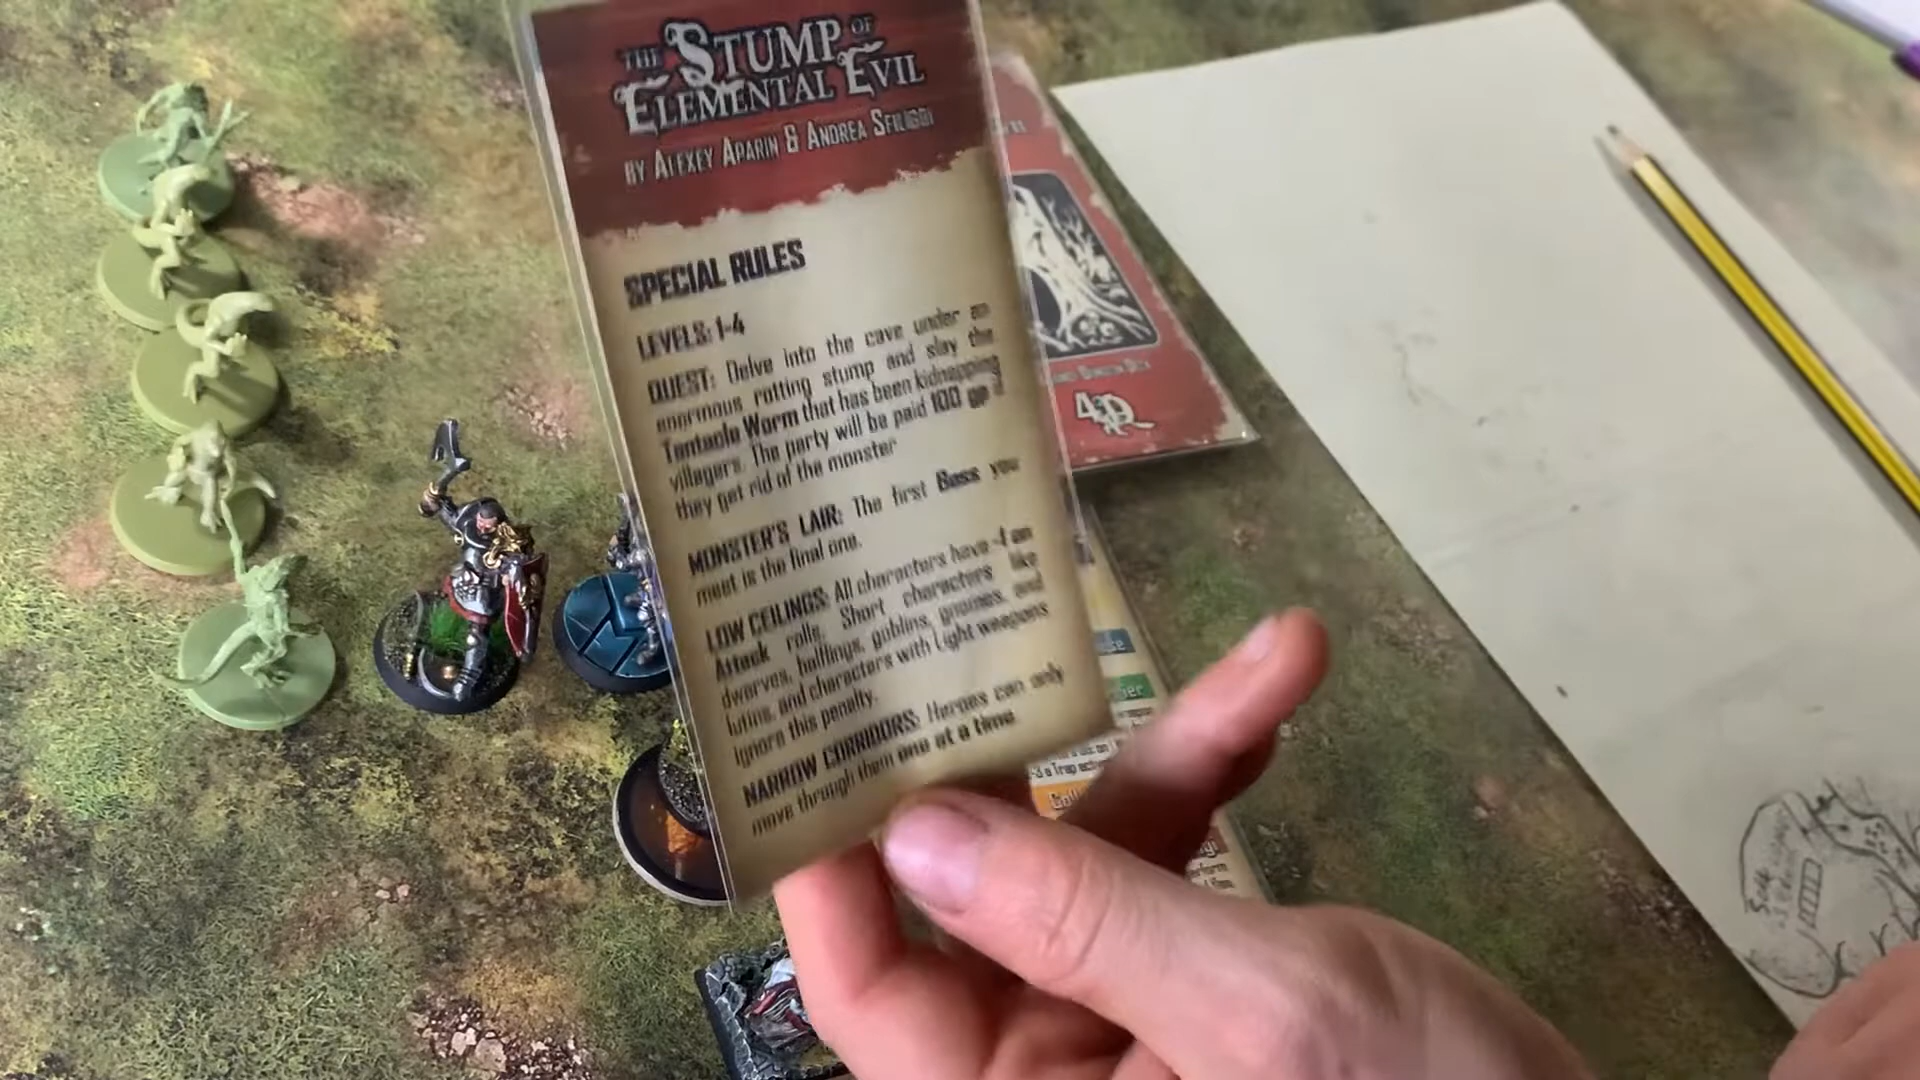 THE STUMP OF
ELEMENTAL EVIL
BY ALEXEY APARIN & ANDREA SFILIGOI
SPECIAL RULES
LEVELS: 1-4
QUEST: Delve into the cave under an
enormous rotting stump and slay the
Tentacle Worm that has been kidnapping
villagers. The party will be paid 100 gp if
they get rid of the monster
MONSTER'S LAIR: The first Boss you
meet is the final one.
LOW CEILINGS: All characters have -1 on
Attack rolls. Short characters like
dwarves, halflings, goblins, gnomes, and
lutins, and characters with Light weapons
ignore this penalty.
NARROW CORRIDORS: Heroes can only
move through them one at a time.
4AD